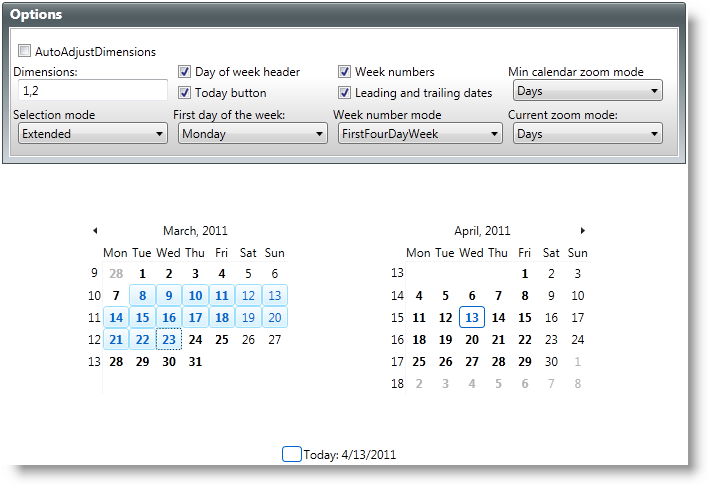 Options
AutoAdjustDimensions
Dimensions: Day of week header Week numbers Min calendar zoom mode
1,2 Today button Leading and trailing dates Days
Selection mode First day of the week: Week number mode Current zoom mode:
Extended Monday FirstFourDayWeek Days
March, 2011 April, 2011
Mon Tue Wed Thu Fri Sat Sun Mon Tue Wed Thu Fri Sat Sun
9 28 1 2 3 4 5 6 13 1 2 3
10 7 8 9 10 11 12 13 14 4 5 6 7 8 9 10
11 14 15 16 17 18 19 20 15 11 12 13 14 15 16 17
12 21 22 23 24 25 26 27 16 18 19 20 21 22 23 24
13 28 29 30 31 17 25 26 27 28 29 30 1
18 2 3 4 5 6 7 8
Today: 4/13/2011